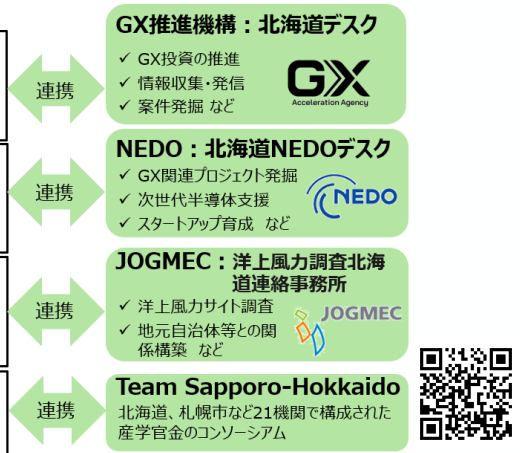 GX推進機構：北海道デスク
連携
✓ GX投資の推進
✓ 情報収集・発信
✓ 案件発掘 など
GX
Acceleration Agency
NEDO：北海道NEDOデスク
連携
✓ GX関連プロジェクト発掘
✓ 次世代半導体支援
✓ スタートアップ育成 など
NEDO
JOGMEC：洋上風力調査北海
道連絡事務所
連携
✓ 洋上風力サイト調査
✓ 地元自治体等との関
係構築 など
JOGMEC
Team Sapporo-Hokkaido
連携
北海道、札幌市など21機関で構成された
産学官金のコンソーシアム